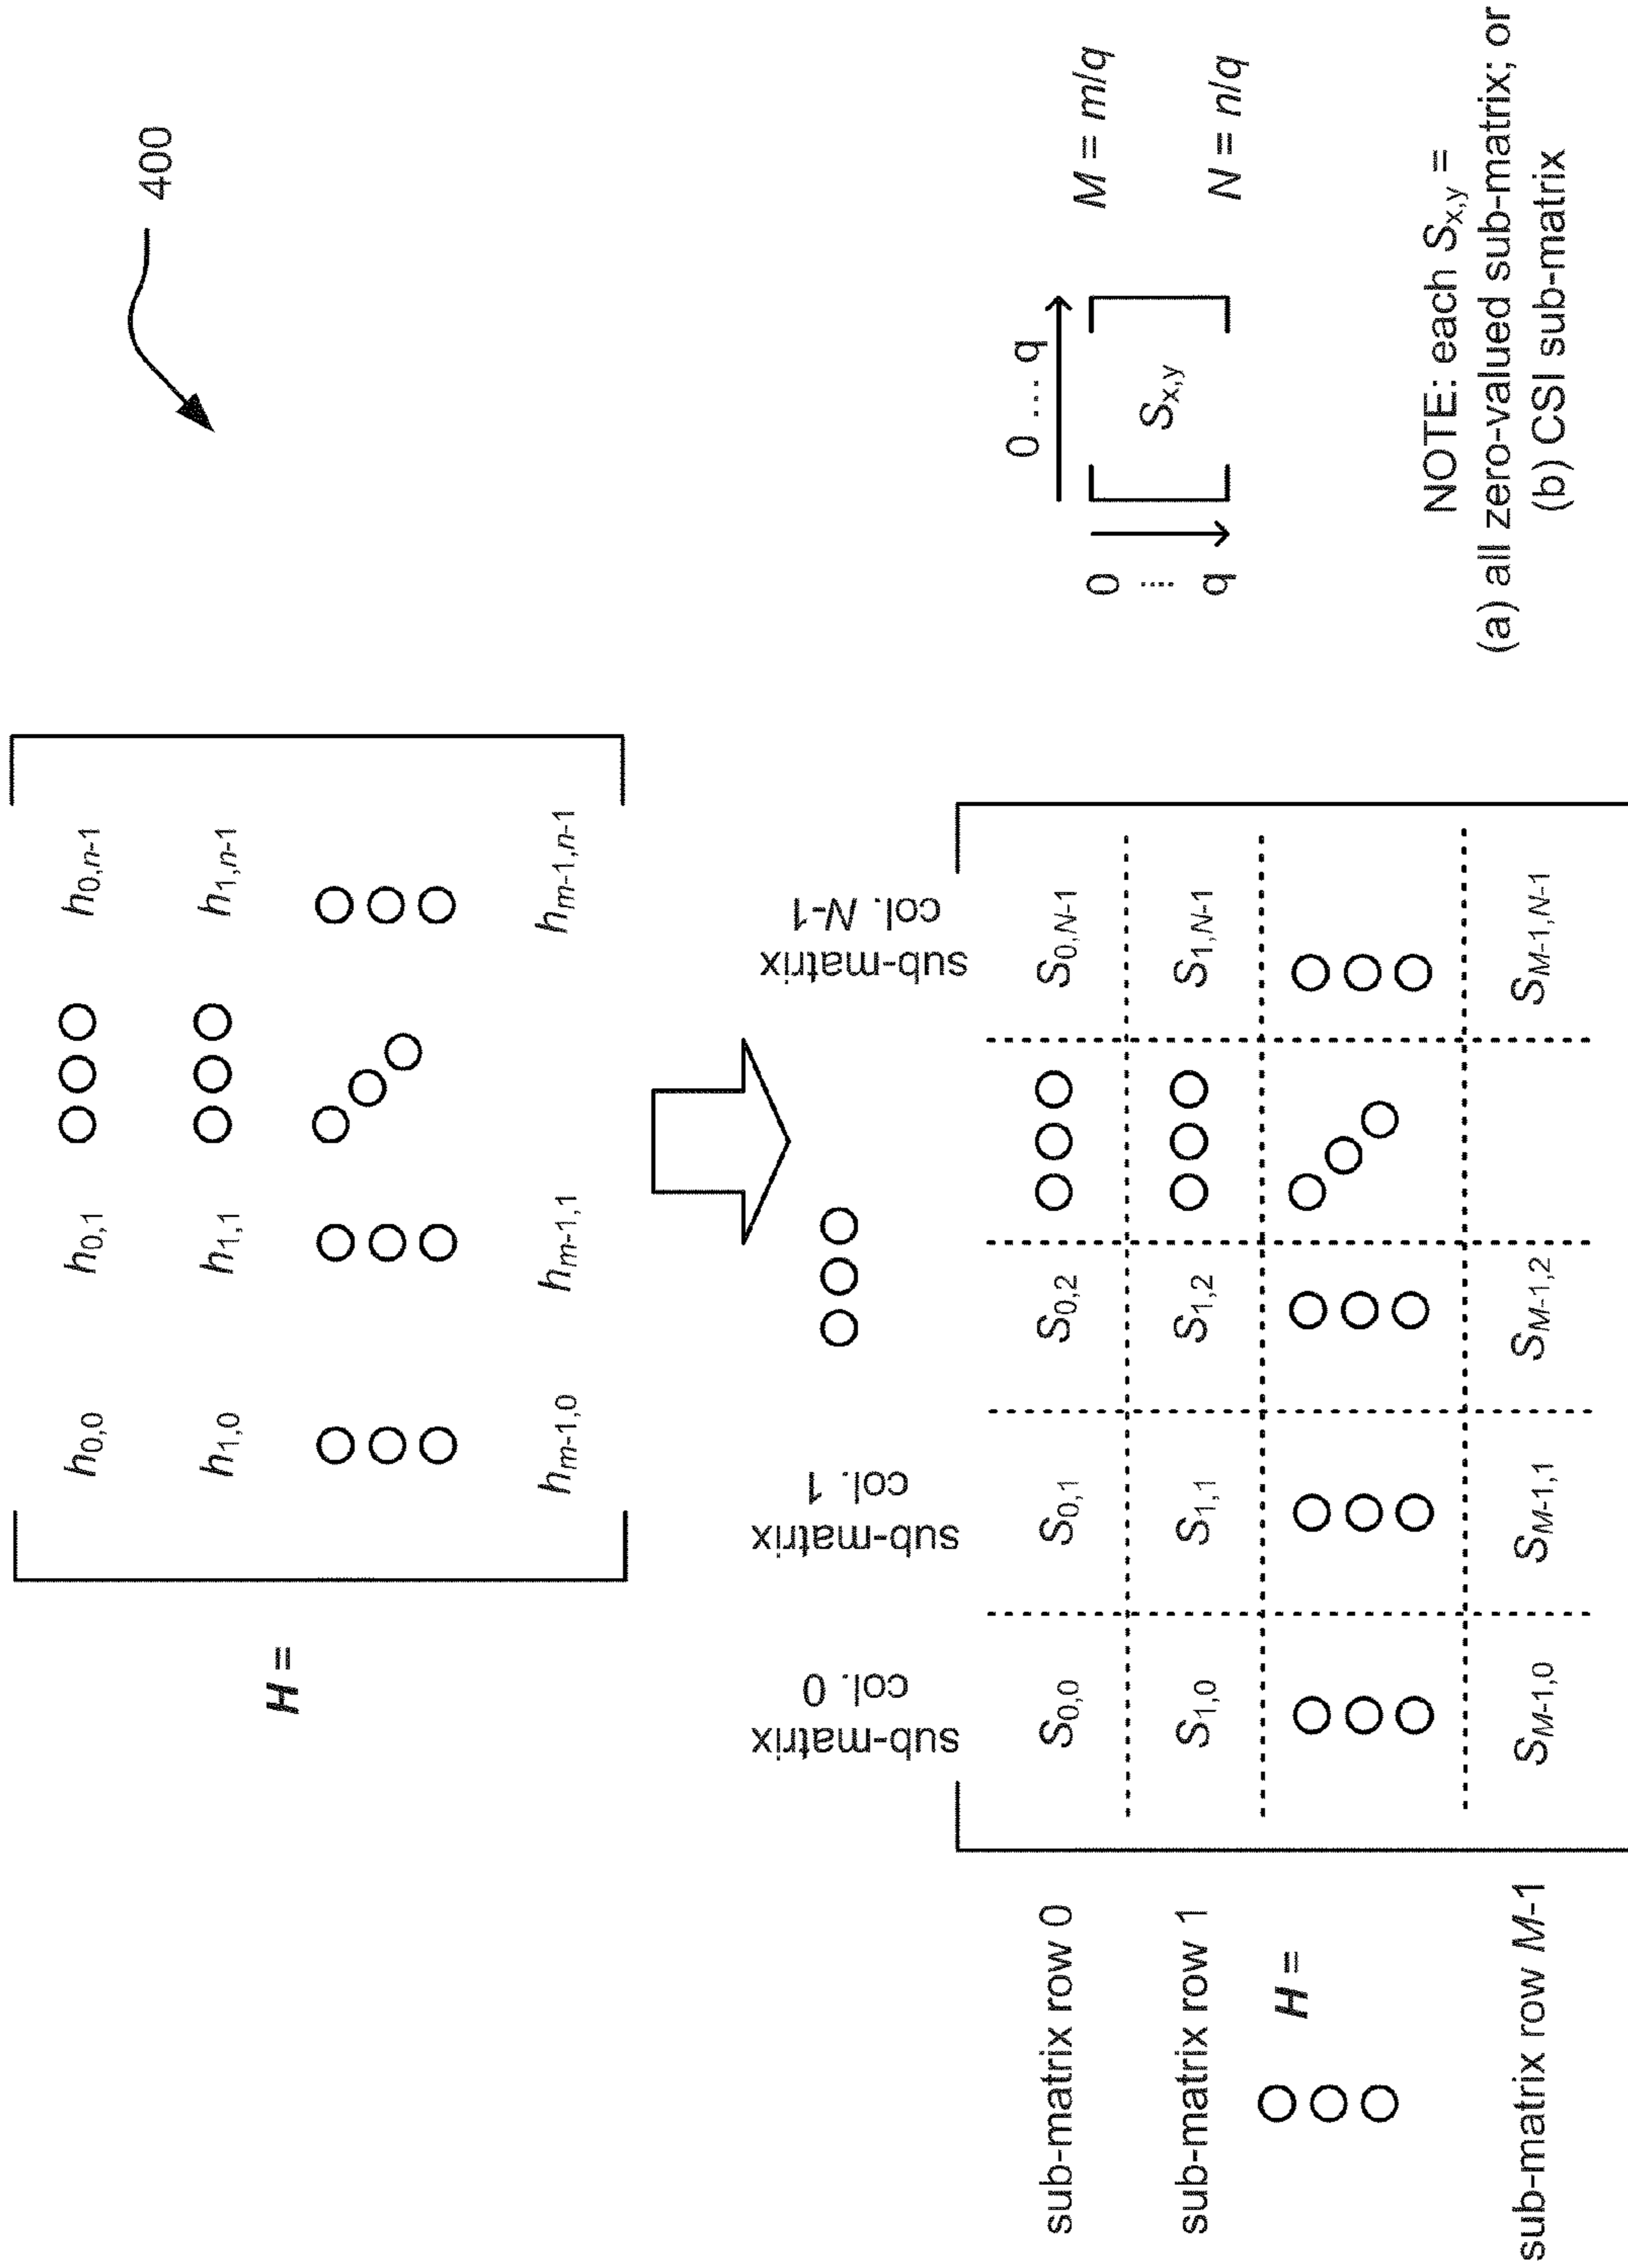 400
h0,0 h0,1 h0,n-1
h1,0 h1,1 h1,n-1
H =
hm-1,0 hm-1,1 hm-1,n-1
sub-matrix col. 0
sub-matrix col. 1
sub-matrix col. N-1
sub-matrix row 0 S0,0 S0,1 S0,2 S0,N-1
sub-matrix row 1 S1,0 S1,1 S1,2 S1,N-1
H =
sub-matrix row M-1 SM-1,0 SM-1,1 SM-1,2 SM-1,N-1
0 ... q
0
...
q
Sx,y
M = m/q
N = n/q
NOTE: each Sx,y =
(a) all zero-valued sub-matrix; or
(b) CSI sub-matrix